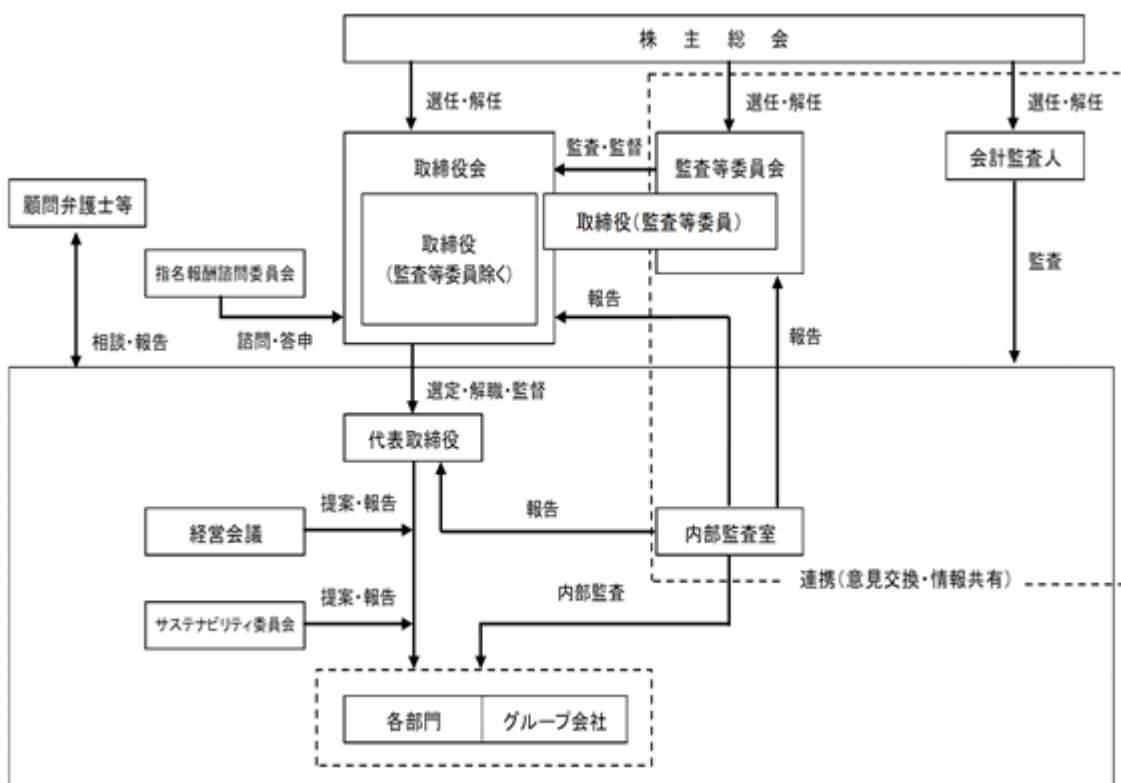 株主総会
選任・解任
選任・解任
選任・解任
取締役会
監査・監督
監査等委員会
会計監査人
顧問弁護士等
取締役(監査等委員)
取締役
(監査等委員除く)
指名報酬諮問委員会
監査
報告
報告
相談・報告
諮問・答申
選定・解職・監督
代表取締役
提案・報告
報告
経営会議
内部監査室
連携(意見交換・情報共有)
提案・報告
内部監査
サステナビリティ委員会
各部門
グループ会社